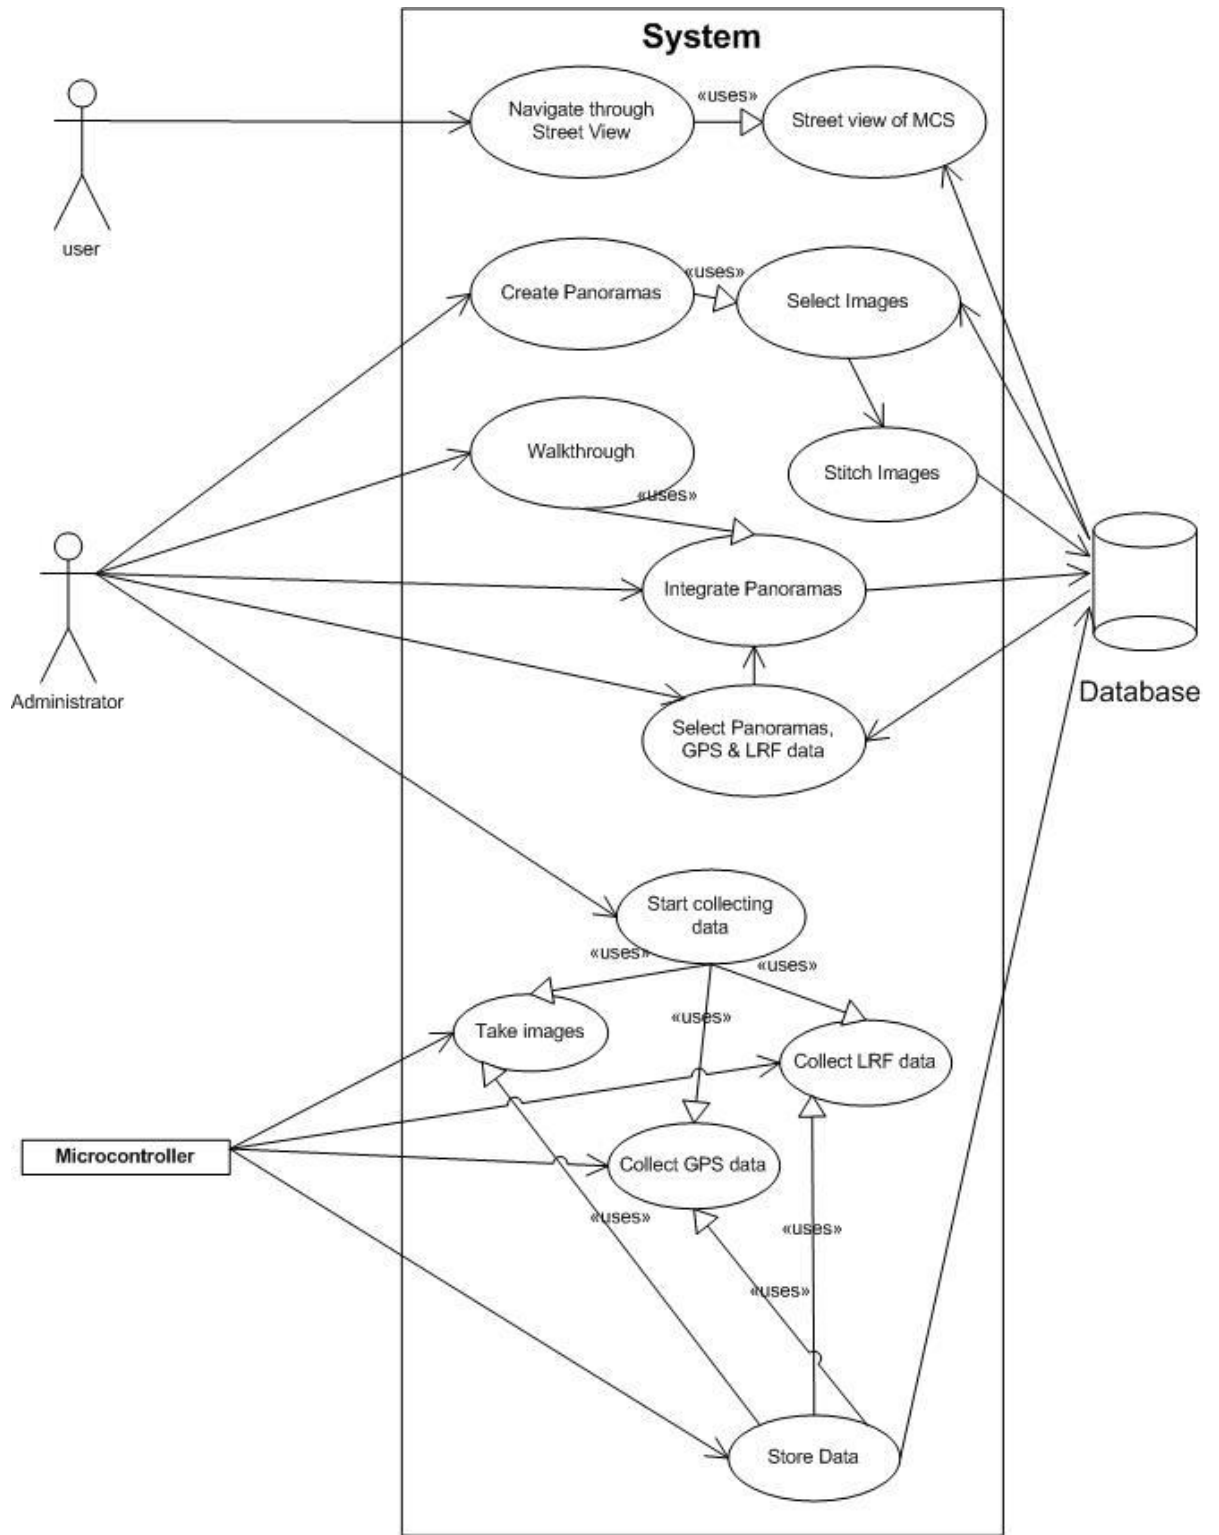 System
Navigate through
Street View
«uses»
Street view of MCS
user
Create Panoramas
«uses»
Select Images
Walkthrough
«uses»
Stitch Images
Integrate Panoramas
Administrator
Select Panoramas,
GPS & LRF data
Database
Start collecting
data
«uses»
«uses»
«uses»
Take images
Collect LRF data
Microcontroller
Collect GPS data
«uses»
«uses»
«uses»
Store Data